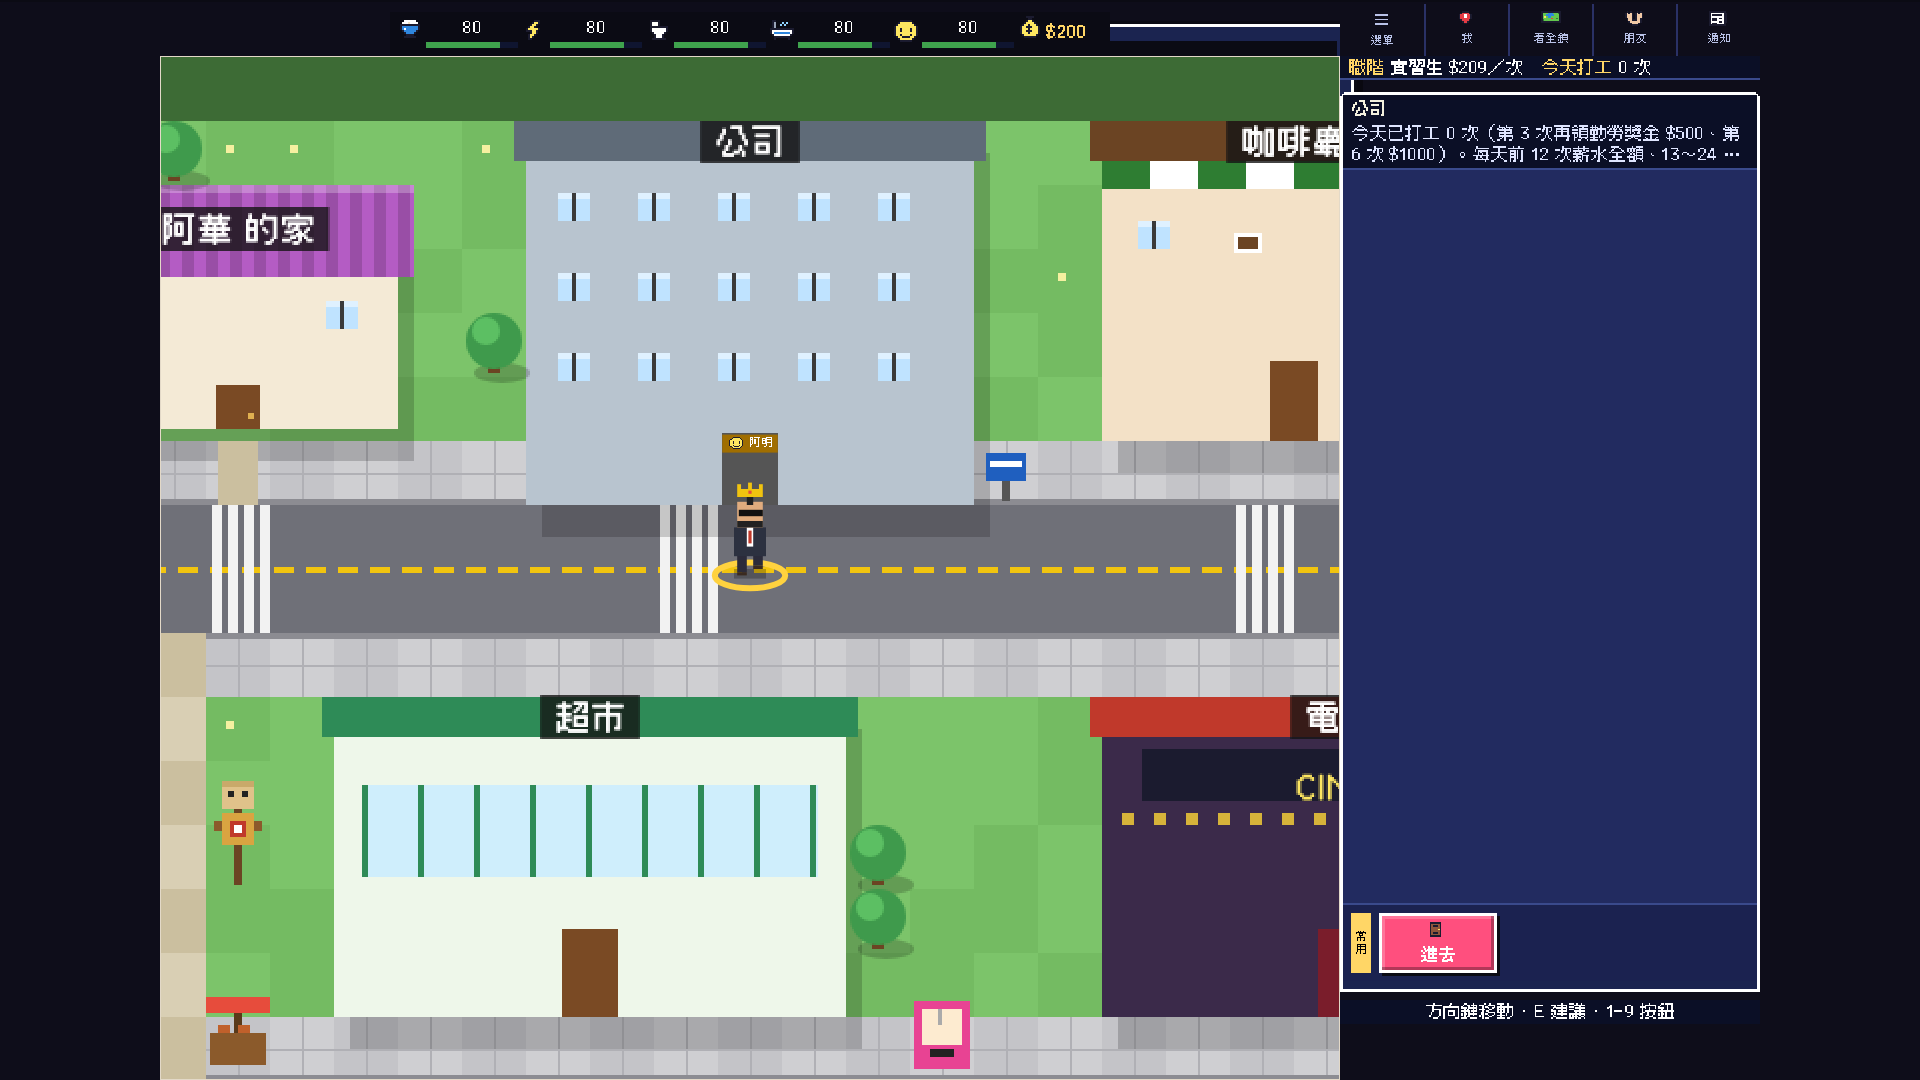 80 80 80 80 80 $200
選單 我 看全鎮 朋友 通知
職階 實習生 $209/次 今天打工 0 次
公司
今天已打工 0 次（第 3 次再領勤勞獎金 $500、第
6 次 $1000）。每天前 12 次薪水全額、13～24 …
公司
咖啡
阿華 的家
阿明
超市
電
CIN
常用
進去
方向鍵移動 · E 建議 · 1-9 按鈕